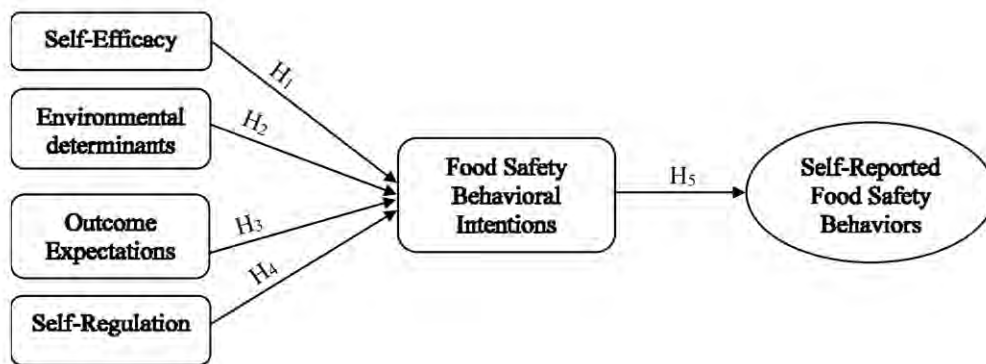 Self-Efficacy
H₁
Environmental
determinants
H₂
Outcome
Expectations
H₃
Self-Regulation
H₄
Food Safety
Behavioral
Intentions
H₅
Self-Reported
Food Safety
Behaviors